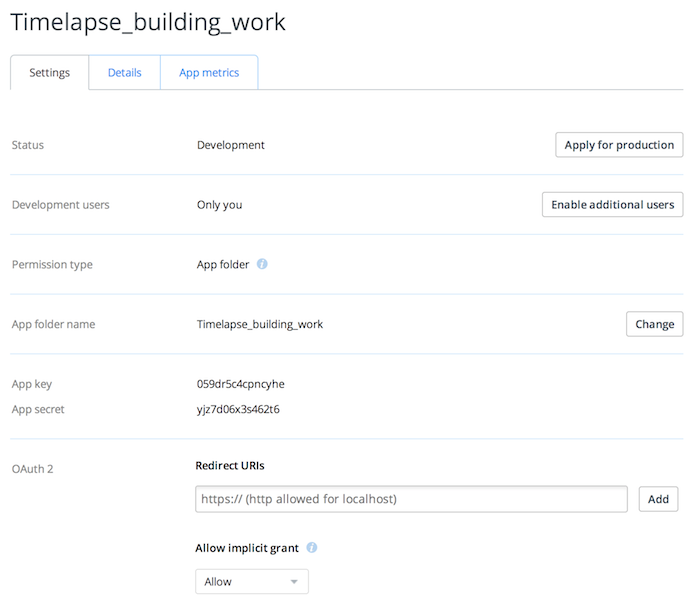 Timelapse_building_work
Settings Details App metrics
Status Development Apply for production
Development users Only you Enable additional users
Permission type App folder i
App folder name Timelapse_building_work Change
App key 059dr5c4cpncyhe
App secret yjz7d06x3s462t6
OAuth 2 Redirect URIs
https:// (http allowed for localhost) Add
Allow implicit grant i
Allow